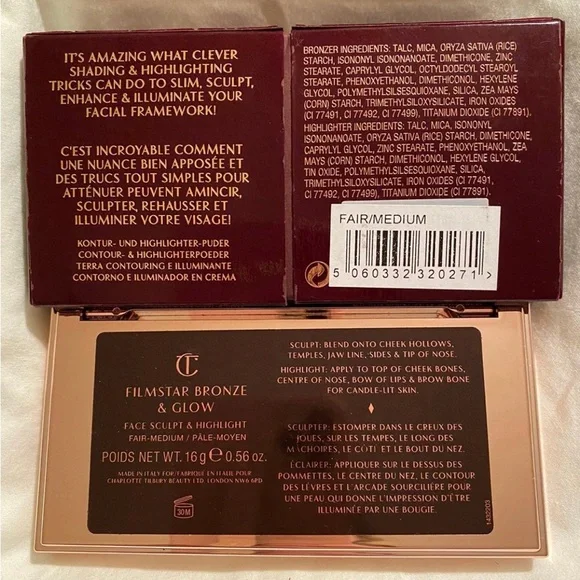 IT'S AMAZING WHAT CLEVER
SHADING & HIGHLIGHTING
TRICKS CAN DO TO SLIM, SCULPT,
ENHANCE & ILLUMINATE YOUR
FACIAL FRAMEWORK!
C'EST INCROYABLE COMMENT
UNE NUANCE BIEN APPOSÉE ET
DES TRUCS TOUT SIMPLES POUR
ATTÉNUER PEUVENT AMINCIR,
SCULPTER, REHAUSSER ET
ILLUMINER VOTRE VISAGE!
KONTUR- UND HIGHLIGHTER-PUDER
CONTOUR- & HIGHLIGHTERPOEDER
TERRA CONTOURING E ILLUMINANTE
CONTORNO E ILUMINADOR EN CREMA
BRONZER INGREDIENTS: TALC, MICA, ORYZA SATIVA (RICE)
STARCH, ISONONYL ISONONANOATE, DIMETHICONE, ZINC
STEARATE, CAPRYLYL GLYCOL, OCTYLDODECYL STEAROYL
STEARATE, PHENOXYETHANOL, DIMETHICONOL, HEXYLENE
GLYCOL, POLYMETHYLSILSESQUIOXANE, SILICA, ZEA MAYS
(CORN) STARCH, TRIMETHYLSILOXYSILICATE, IRON OXIDES
(CI 77491, CI 77492, CI 77499), TITANIUM DIOXIDE (CI 77891).
HIGHLIGHTER INGREDIENTS: TALC, MICA, ISONONYL
ISONONANOATE, ORYZA SATIVA (RICE) STARCH, DIMETHICONE,
CAPRYLYL GLYCOL, ZINC STEARATE, PHENOXYETHANOL, ZEA
MAYS (CORN) STARCH, DIMETHICONOL, HEXYLENE GLYCOL,
TIN OXIDE, POLYMETHYLSILSESQUIOXANE, SILICA,
TRIMETHYLSILOXYSILICATE, IRON OXIDES (CI 77491,
CI 77492, CI 77499), TITANIUM DIOXIDE (CI 77891).
FAIR/MEDIUM
5 060332 320271 >
CT
FILMSTAR BRONZE
& GLOW
FACE SCULPT & HIGHLIGHT
FAIR-MEDIUM / PÂLE-MOYEN
POIDS NET WT. 16 g ℮ 0.56 oz.
MADE IN ITALY/FABRIQUÉ EN ITALIE POUR
CHARLOTTE TILBURY BEAUTY LTD. LONDON NW6 6RD
30M
SCULPT: BLEND ONTO CHEEK HOLLOWS,
TEMPLES, JAW LINE, SIDES & TIP OF NOSE.
HIGHLIGHT: APPLY TO TOP OF CHEEK BONES,
CENTRE OF NOSE, BOW OF LIPS & BROW BONE
FOR CANDLE-LIT SKIN.
SCULPTER: ESTOMPER DANS LE CREUX DES
JOUES, SUR LES TEMPES, LE LONG DES
MÂCHOIRES, LE CÔTÉ ET LE BOUT DU NEZ.
ÉCLAIRER: APPLIQUER SUR LE DESSUS DES
POMMETTES, LE CENTRE DU NEZ, LE CONTOUR
DES LÈVRES ET L'ARCADE SOURCILIÈRE POUR
UNE PEAU QUI DONNE L'IMPRESSION D'ÊTRE
ILLUMINÉE PAR UNE BOUGIE.
1432203